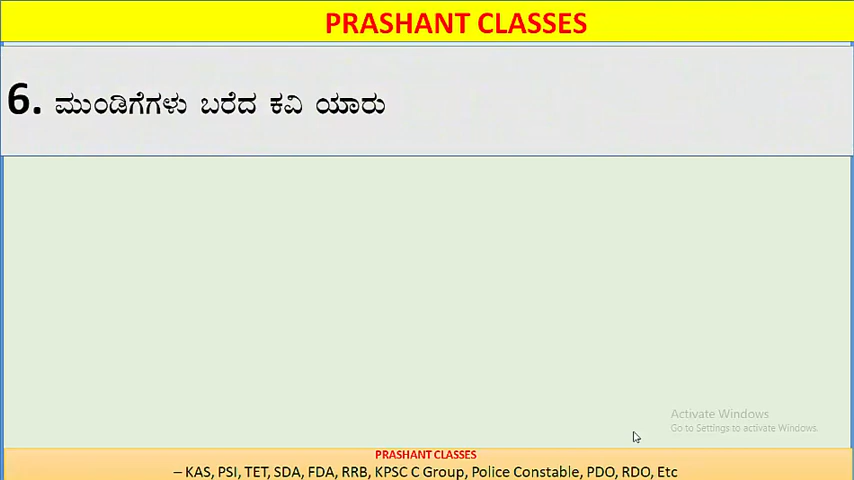 PRASHANT CLASSES
6. ಮುಂಡಿಗೆಗಳು ಬರೆದ ಕವಿ ಯಾರು
Activate Windows
Go to Settings to activate Windows.
PRASHANT CLASSES
– KAS, PSI, TET, SDA, FDA, RRB, KPSC C Group, Police Constable, PDO, RDO, Etc